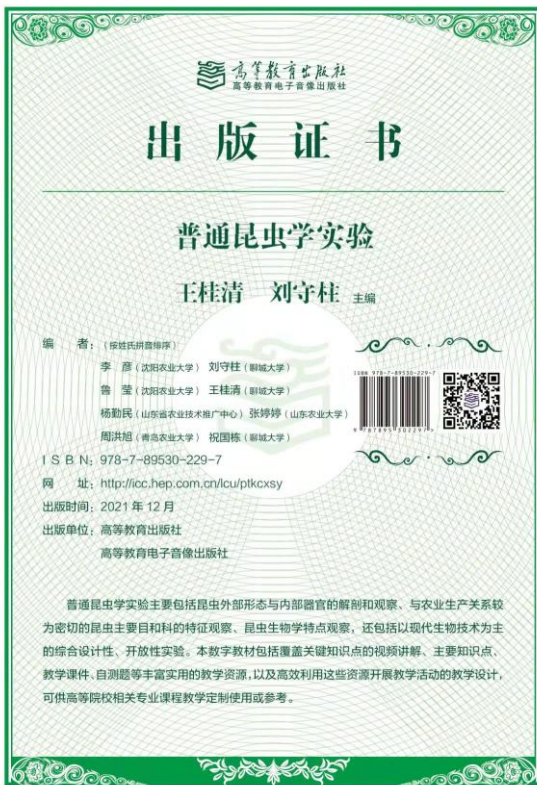 高等教育出版社
高等教育电子音像出版社
出版证书
普通昆虫学实验
王桂清 刘守柱 主编
编 者:(按姓氏拼音排序)
李 彦(沈阳农业大学) 刘守柱(聊城大学)
鲁 莹(沈阳农业大学) 王桂清(聊城大学)
杨勤民(山东省农业技术推广中心) 张婷婷(山东农业大学)
周洪旭(青岛农业大学) 祝国栋(聊城大学)
ISBN 978-7-89530-229-7
9 787895 302297 >
I S B N:978-7-89530-229-7
网 址:http://icc.hep.com.cn/lcu/ptkcxsy
出版时间:2021 年 12 月
出版单位:高等教育出版社
高等教育电子音像出版社
普通昆虫学实验主要包括昆虫外部形态与内部器官的解剖和观察、与农业生产关系较
为密切的昆虫主要目和科的特征观察、昆虫生物学特点观察,还包括以现代生物技术为主
的综合设计性、开放性实验。本数字教材包括覆盖关键知识点的视频讲解、主要知识点、
教学课件、自测题等丰富实用的教学资源,以及高效利用这些资源开展教学活动的教学设计,
可供高等院校相关专业课程教学定制使用或参考。